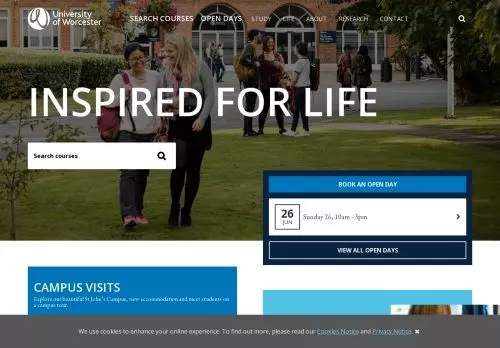 University
of Worcester
SEARCH COURSES OPEN DAYS STUDY LIFE ABOUT RESEARCH CONTACT
INSPIRED FOR LIFE
Search courses
BOOK AN OPEN DAY
26
JUN
Sunday 26, 10am - 3pm
VIEW ALL OPEN DAYS
CAMPUS VISITS
Explore our beautiful St John's Campus, view accommodation and meet students on
a campus tour.
We use cookies to enhance your online experience. To find out more, please read our Cookies Notice and Privacy Notice. ✖